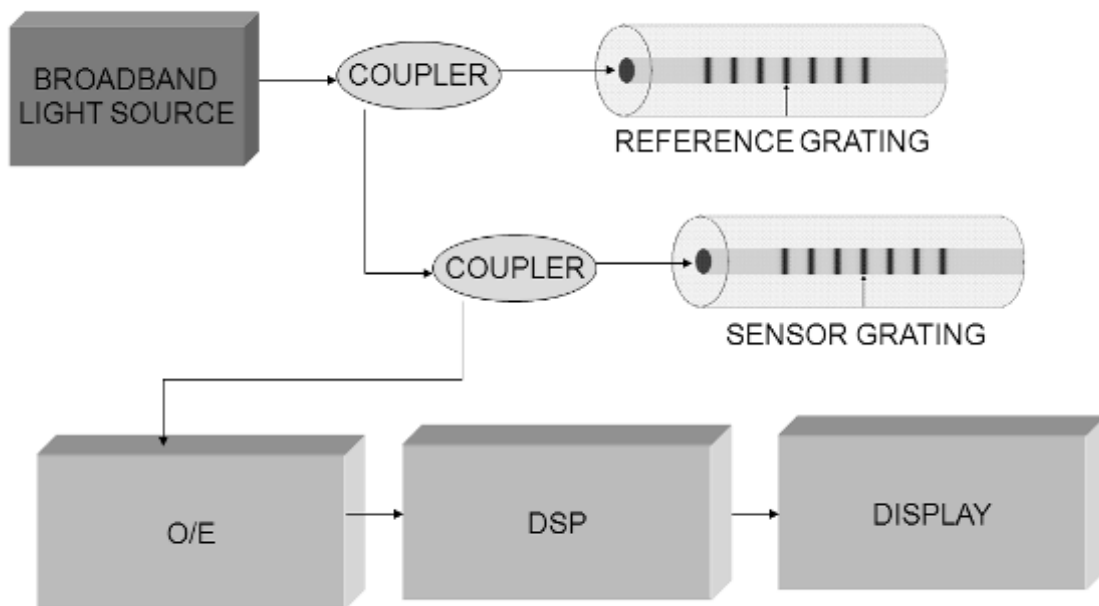 BROADBAND
LIGHT SOURCE
COUPLER
REFERENCE GRATING
COUPLER
SENSOR GRATING
O/E
DSP
DISPLAY